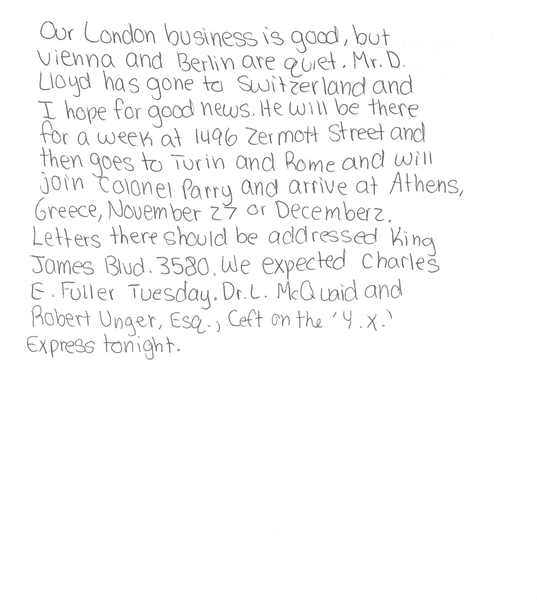 Our London business is good, but
vienna and Berlin are quiet. Mr. D.
Lloyd has gone to Switzerland and
I hope for good news. He will be there
for a week at 1496 Zermott Street and
then goes to Turin and Rome and will
join Colonel Parry and arrive at Athens,
Greece, November 27 or December 2.
Letters there should be addressed King
James Blvd. 3580. We expected Charles
E. Fuller Tuesday. Dr. L. McQuaid and
Robert Unger, Esq., Left on the 'Y.X.'
Express tonight.